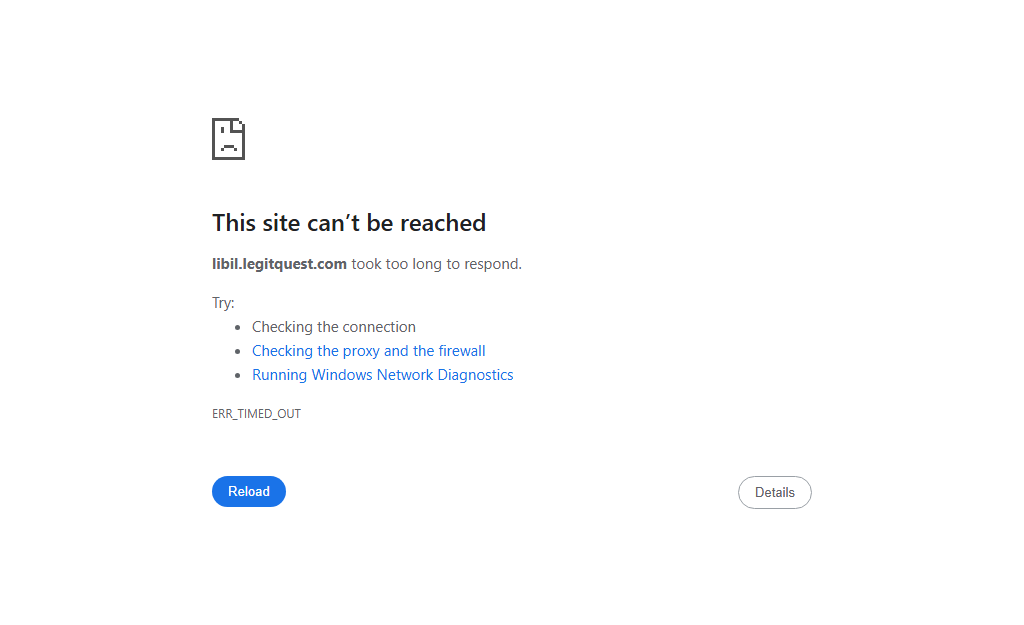 This site can’t be reached
libil.legitquest.com took too long to respond.
Try:
Checking the connection
Checking the proxy and the firewall
Running Windows Network Diagnostics
ERR_TIMED_OUT
Reload
Details